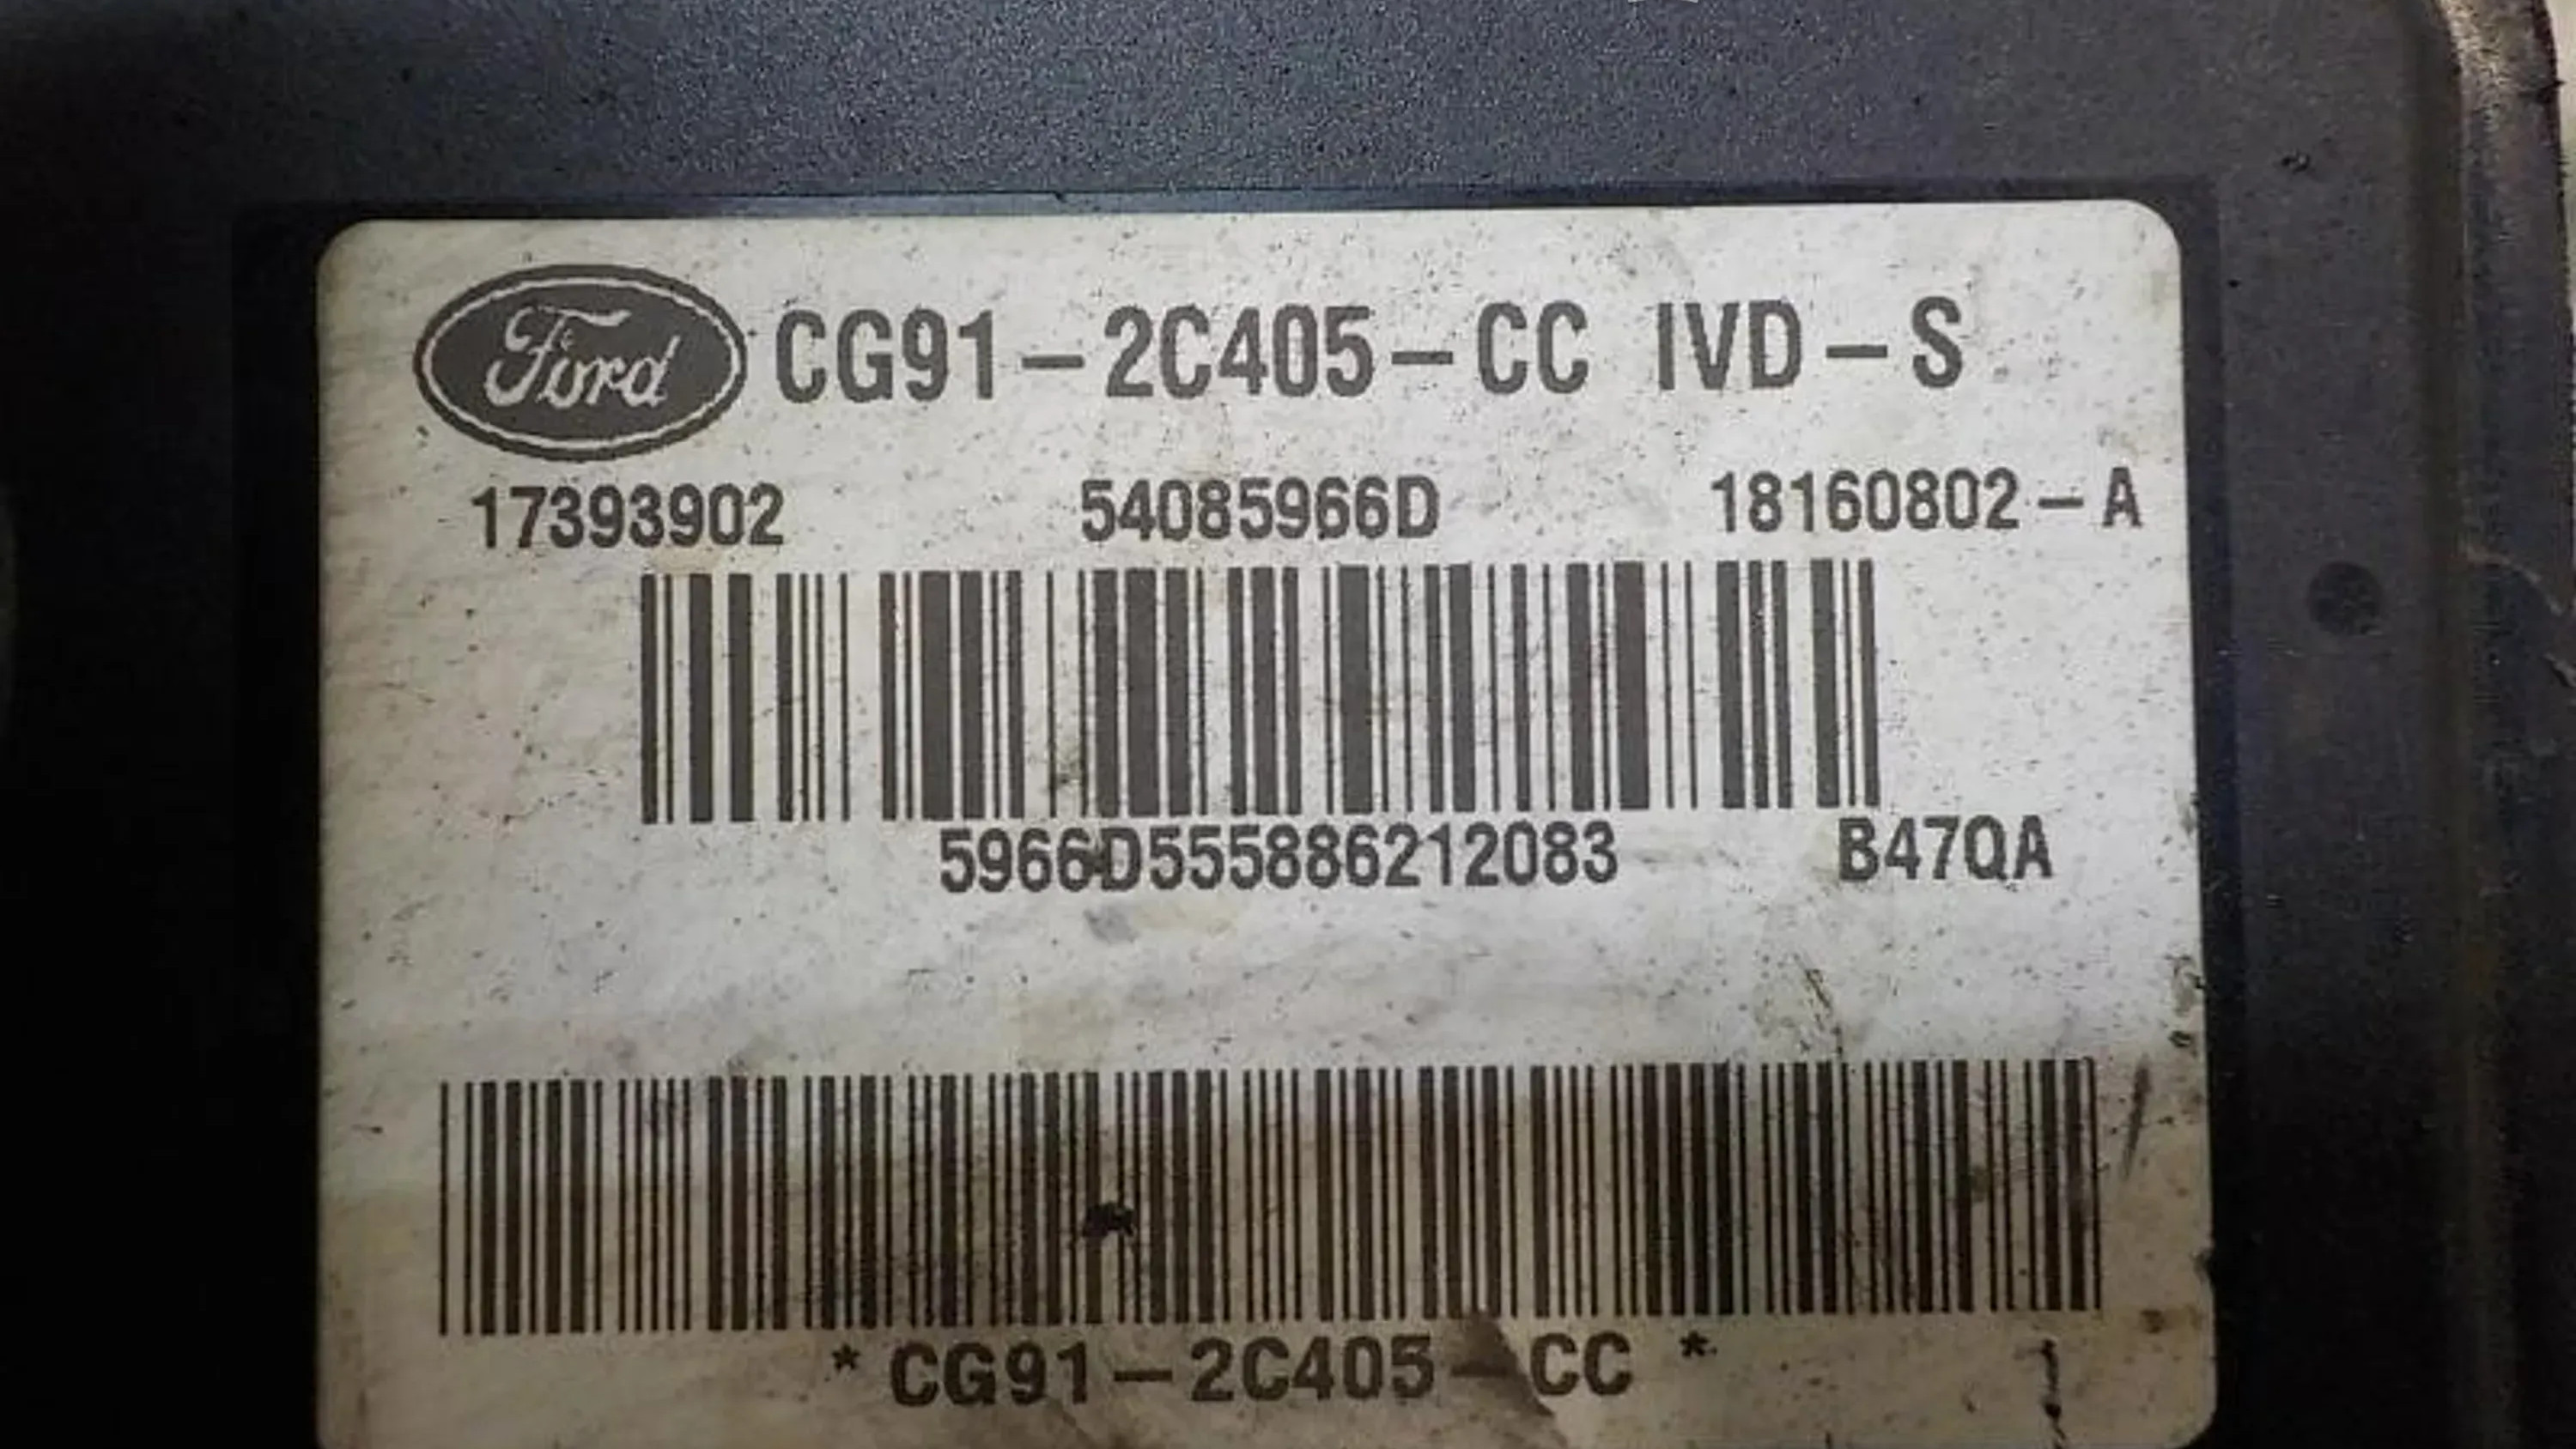 Ford CG91-2C405-CC IVD-S
17393902 54085966D 18160802-A
5966D555886212083 B47QA
*CG91-2C405-CC*